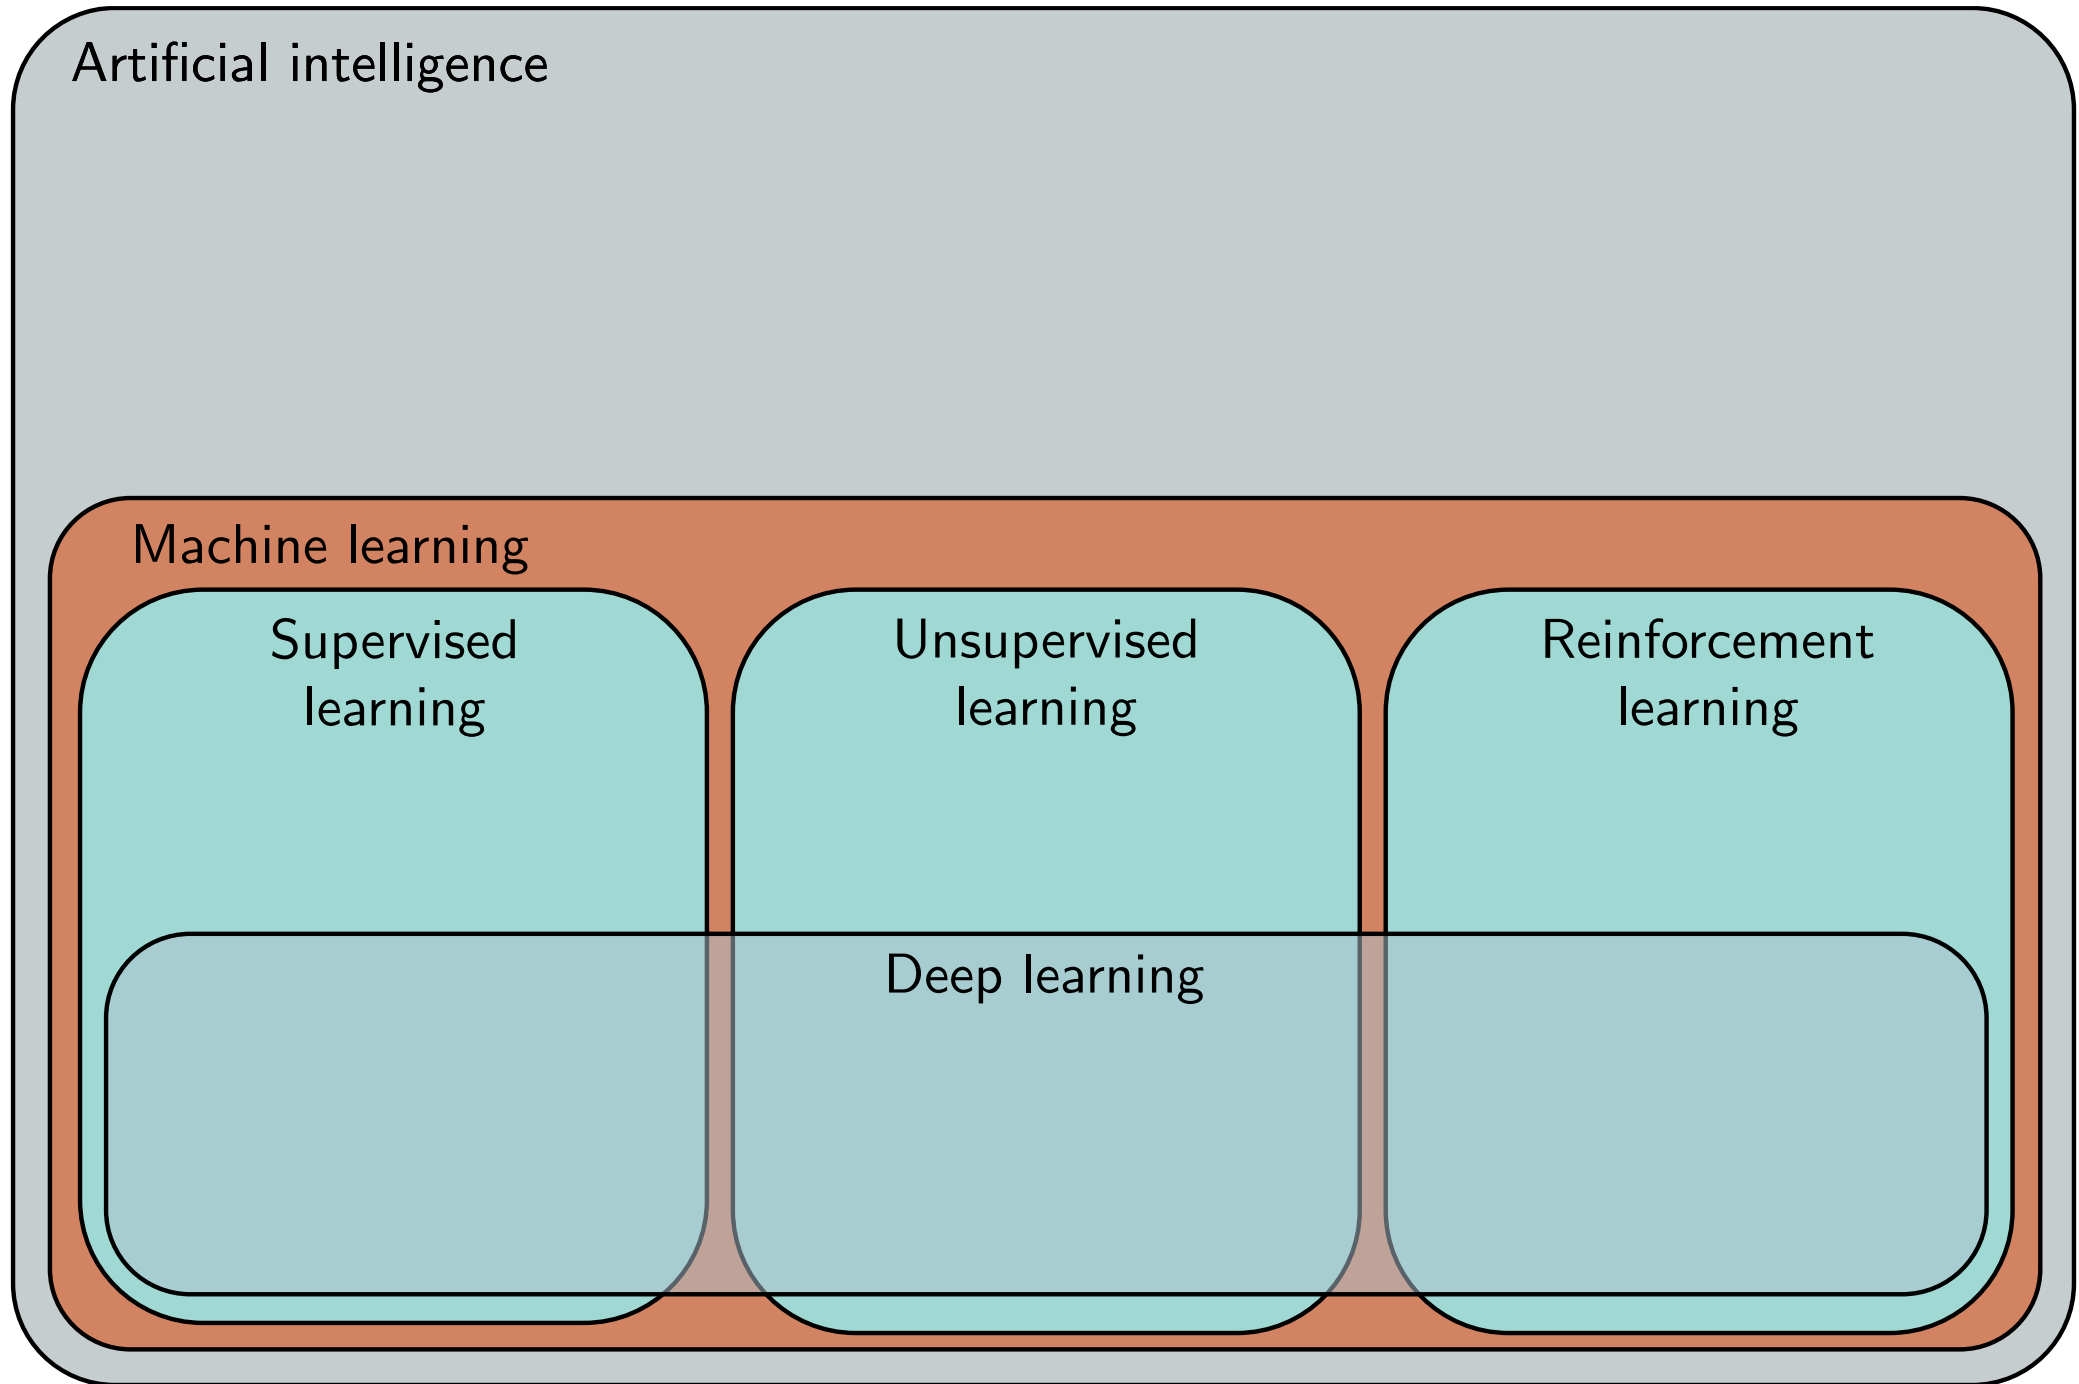 Artificial intelligence
Machine learning
Supervised
learning
Unsupervised
learning
Reinforcement
learning
Deep learning